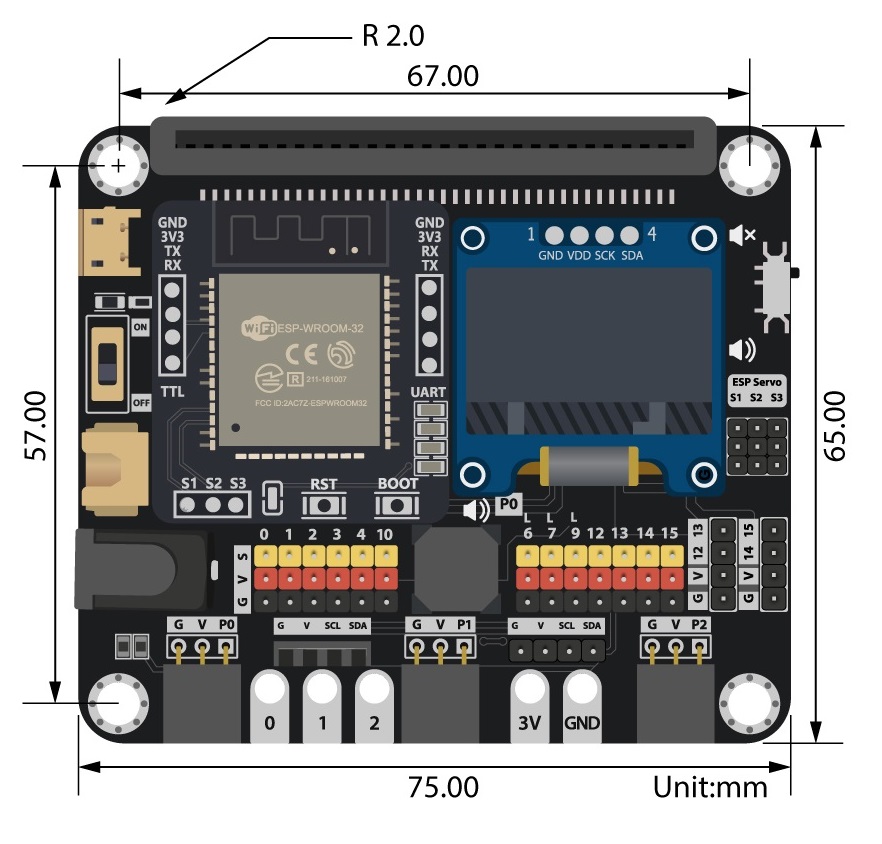 R 2.0
67.00
GND
3V3
TX
RX
GND
3V3
RX
TX
1 4
GND VDD SCK SDA
ON
OFF
TTL
WiFi ESP-WROOM-32
CE
R 211-161007
FCC ID:2AC7Z-ESPWROOM32
UART
ESP Servo
S1 S2 S3
57.00
65.00
S1 S2 S3
RST
BOOT
P0
L L L
0 1 2 3 4 10
6 7 9 12 13 14 15
S
V
G
13
12
V
G
15
14
V
G
G V P0
G V SCL SDA
G V P1
G V SCL SDA
G V P2
0 1 2 3V GND
75.00
Unit:mm